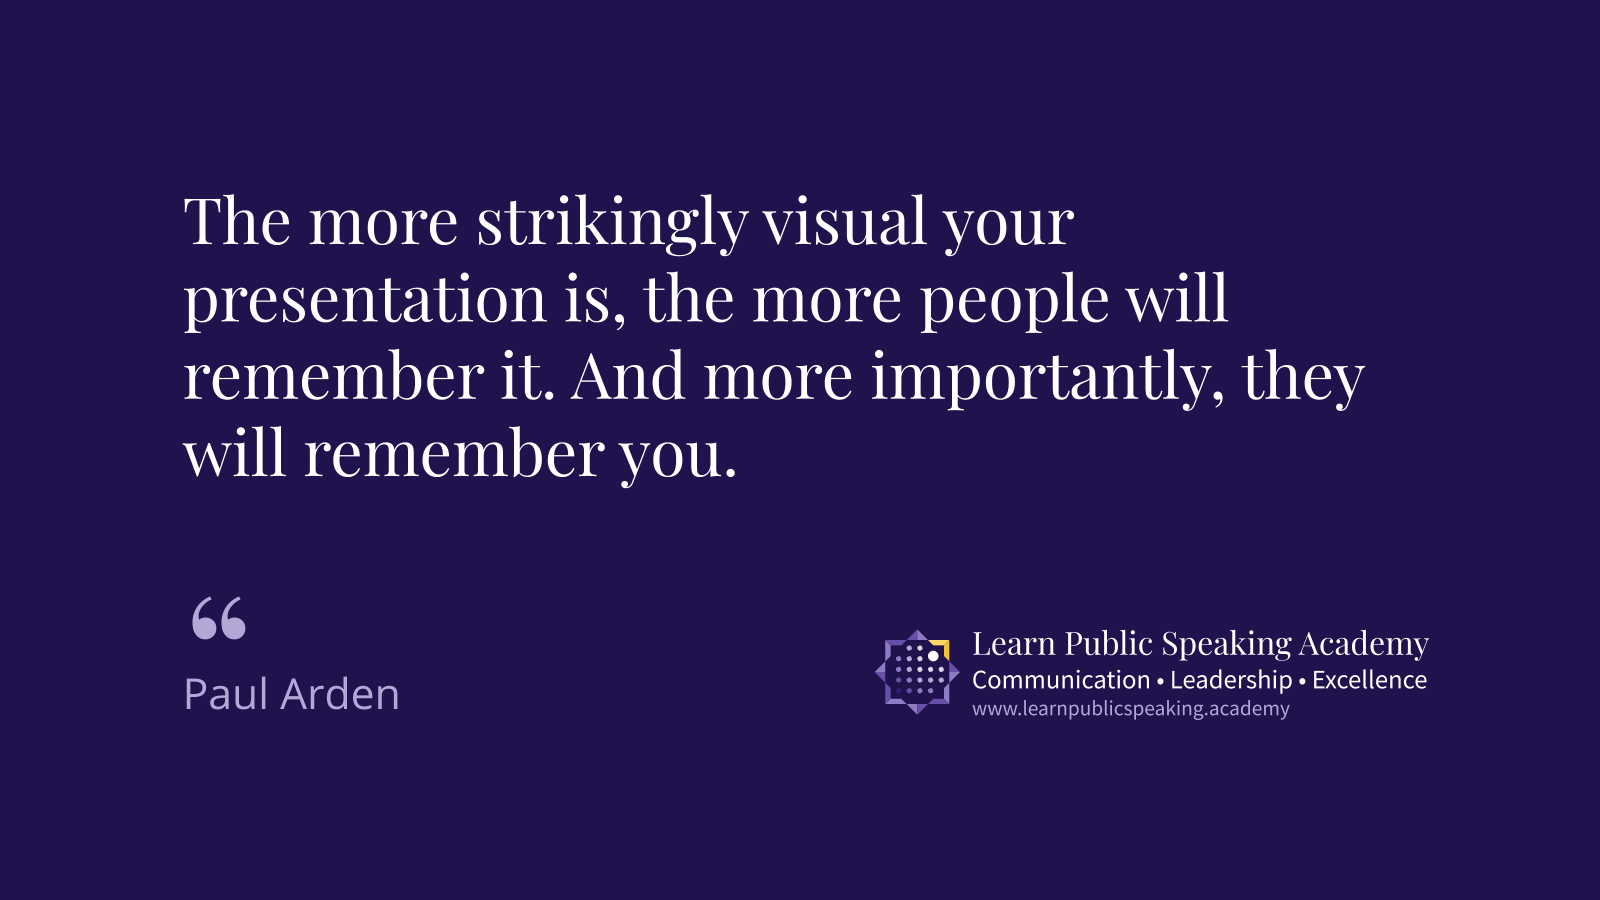 The more strikingly visual your
presentation is, the more people will
remember it. And more importantly, they
will remember you.
“
Paul Arden
Learn Public Speaking Academy
Communication • Leadership • Excellence
www.learnpublicspeaking.academy